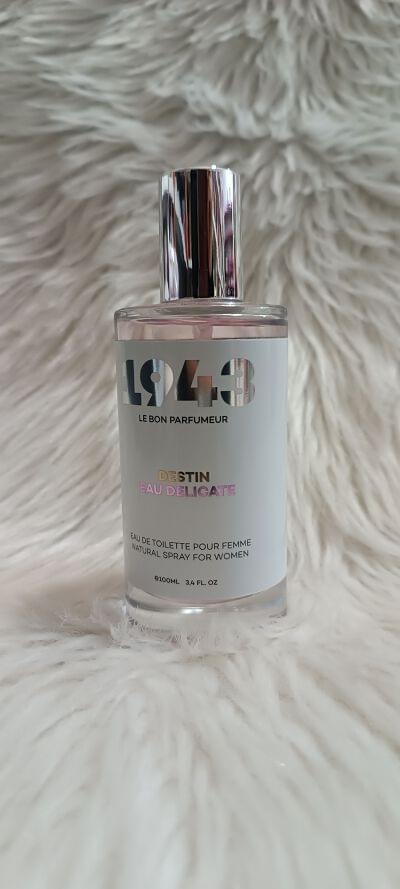 1943
LE BON PARFUMEUR
DESTIN
EAU DELICATE
EAU DE TOILETTE POUR FEMME
NATURAL SPRAY FOR WOMEN
℮100ML 3.4 FL. OZ